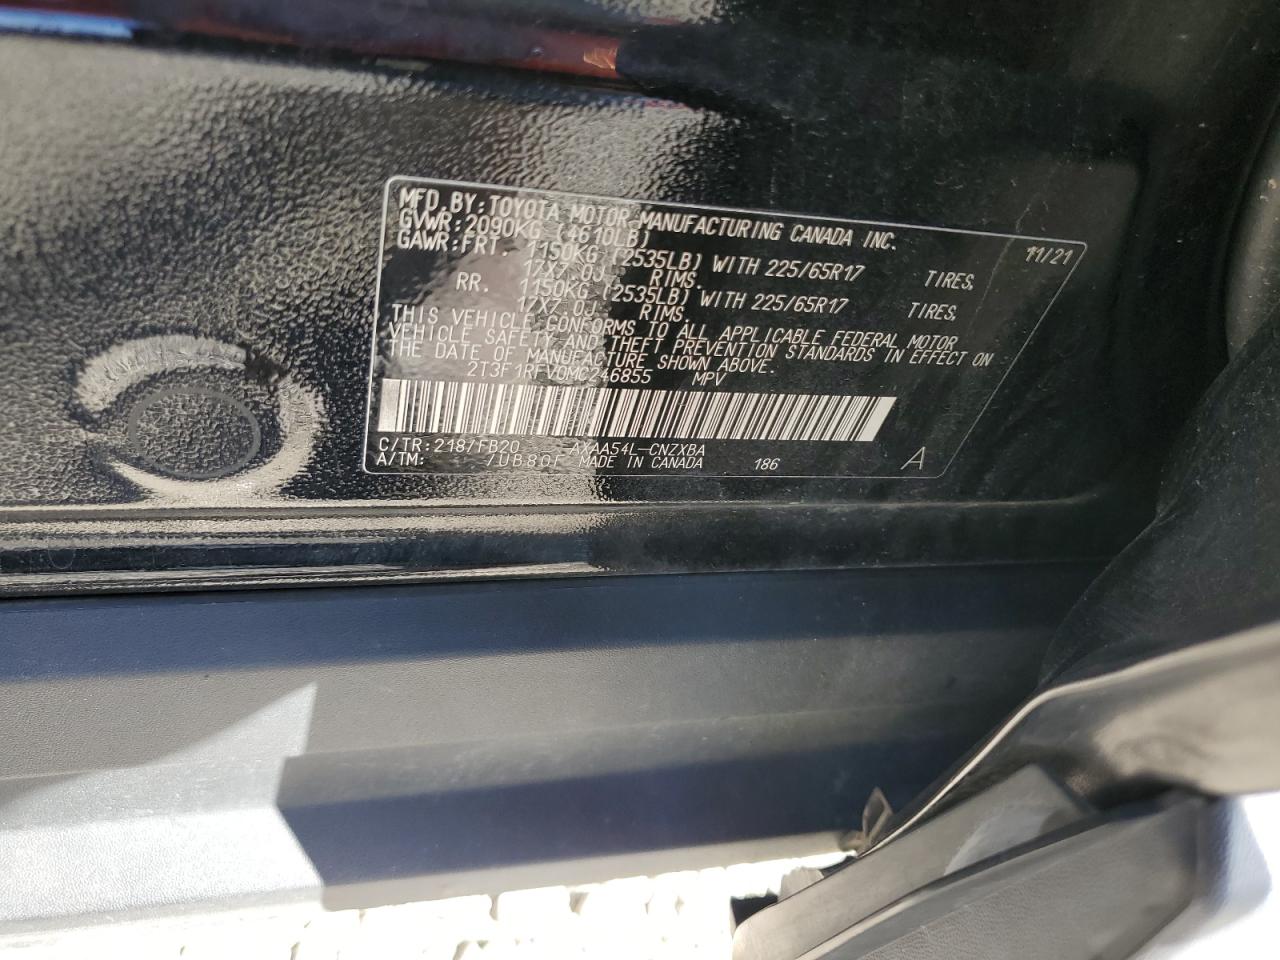 MFD.BY:TOYOTA MOTOR MANUFACTURING CANADA INC.
GVWR:2090KG (4610LB) 11/21
GAWR:FRT. 1150KG (2535LB) WITH 225/65R17 TIRES,
17X7.0J RIMS.
RR. 1150KG (2535LB) WITH 225/65R17 TIRES,
17X7.0J RIMS.
THIS VEHICLE CONFORMS TO ALL APPLICABLE FEDERAL MOTOR
VEHICLE SAFETY AND THEFT PREVENTION STANDARDS IN EFFECT ON
THE DATE OF MANUFACTURE SHOWN ABOVE.
2T3F1RFV0MC246855 MPV
C/TR:218/FB20 AXAA54L-CNZXBA
A/TM: /UB80F MADE IN CANADA 186 A